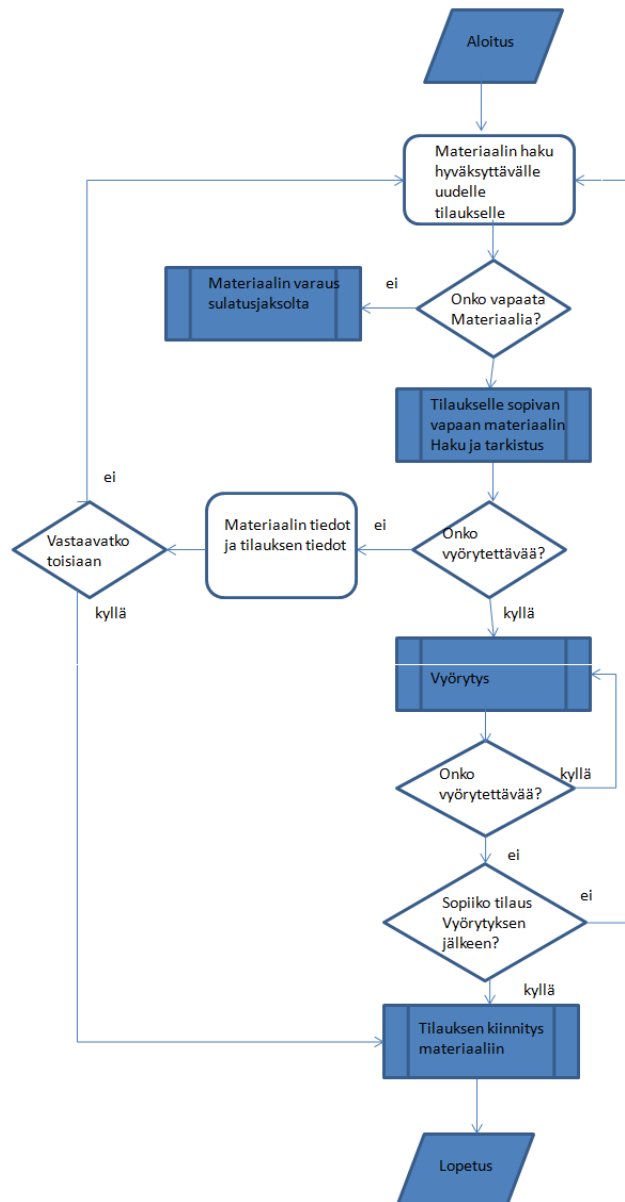 Aloitus
Materiaalin haku
hyväksyttävälle
uudelle
tilaukselle
Onko vapaata
Materiaalia?
ei
Materiaalin varaus
sulatusjaksolta
Tilaukselle sopivan
vapaan materiaalin
Haku ja tarkistus
Onko
vyörytettävää?
ei
Materiaalin tiedot
ja tilauksen tiedot
Vastaavatko
toisiaan
ei
kyllä
kyllä
Vyörytys
Onko
vyörytettävää?
kyllä
ei
Sopiiko tilaus
Vyörytyksen
jälkeen?
ei
kyllä
Tilauksen kiinnitys
materiaaliin
Lopetus